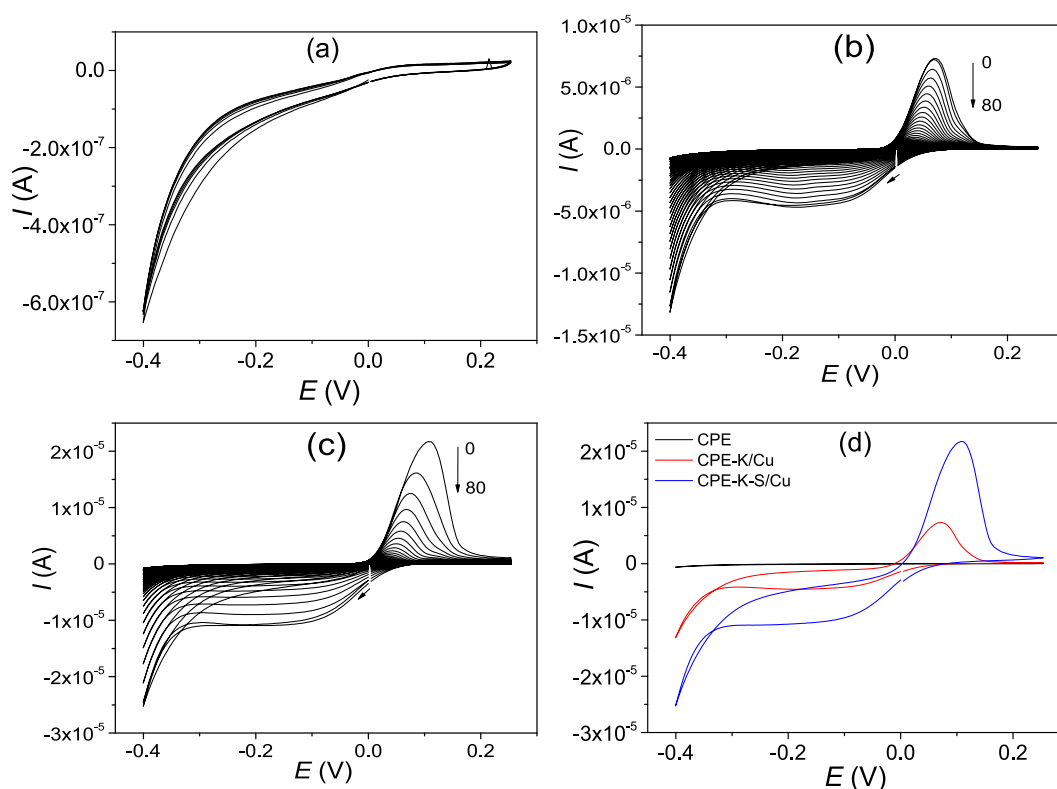 (a)
0.0
-2.0x10⁻⁷
-4.0x10⁻⁷
-6.0x10⁻⁷
I (A)
-0.4 -0.2 0.0 0.2
E (V)
(b)
1.0x10⁻⁵
5.0x10⁻⁶
0.0
-5.0x10⁻⁶
-1.0x10⁻⁵
-1.5x10⁻⁵
I (A)
0
80
-0.4 -0.2 0.0 0.2
E (V)
(c)
2x10⁻⁵
1x10⁻⁵
0
-1x10⁻⁵
-2x10⁻⁵
-3x10⁻⁵
I (A)
0
80
-0.4 -0.2 0.0 0.2
E (V)
(d)
CPE
CPE-K/Cu
CPE-K-S/Cu
2x10⁻⁵
1x10⁻⁵
0
-1x10⁻⁵
-2x10⁻⁵
-3x10⁻⁵
I (A)
-0.4 -0.2 0.0 0.2
E (V)